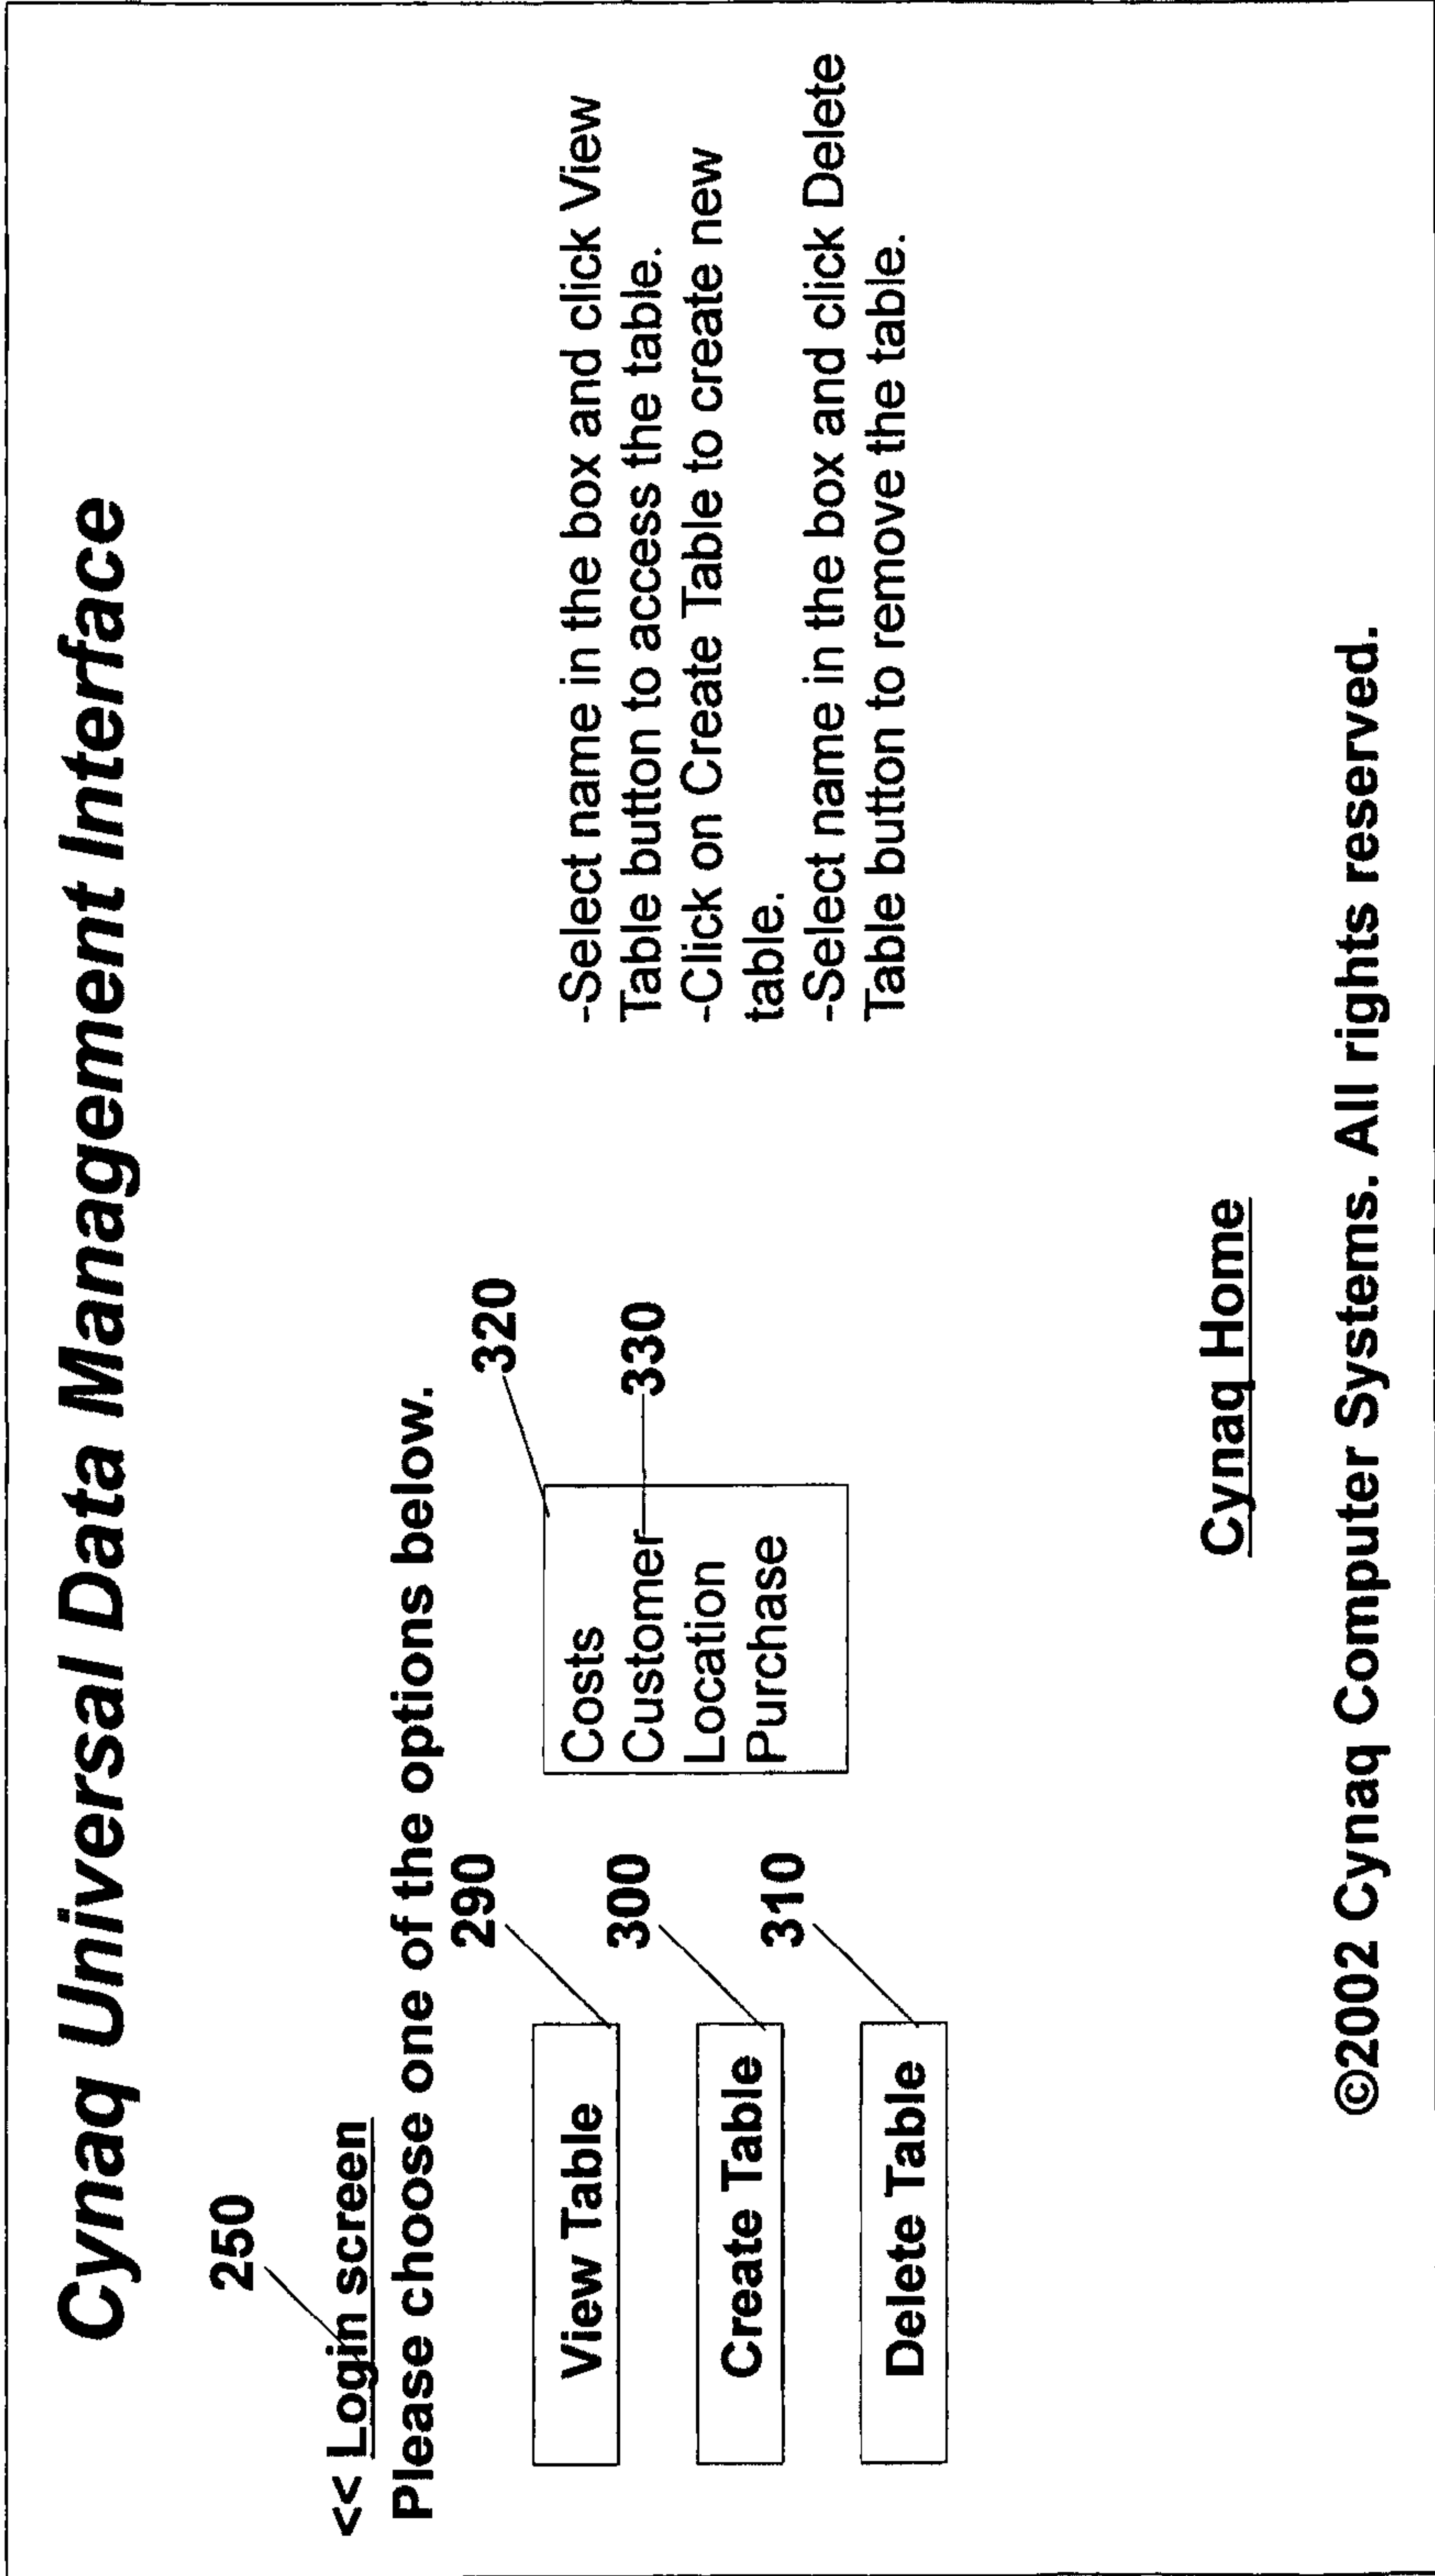 Cynaq Universal Data Management Interface
250
<< Login screen
Please choose one of the options below.
290
View Table
300
Create Table
310
Delete Table
320
Costs
Customer
330
Location
Purchase
-Select name in the box and click View
Table button to access the table.
-Click on Create Table to create new
table.
-Select name in the box and click Delete
Table button to remove the table.
Cynaq Home
©2002 Cynaq Computer Systems. All rights reserved.